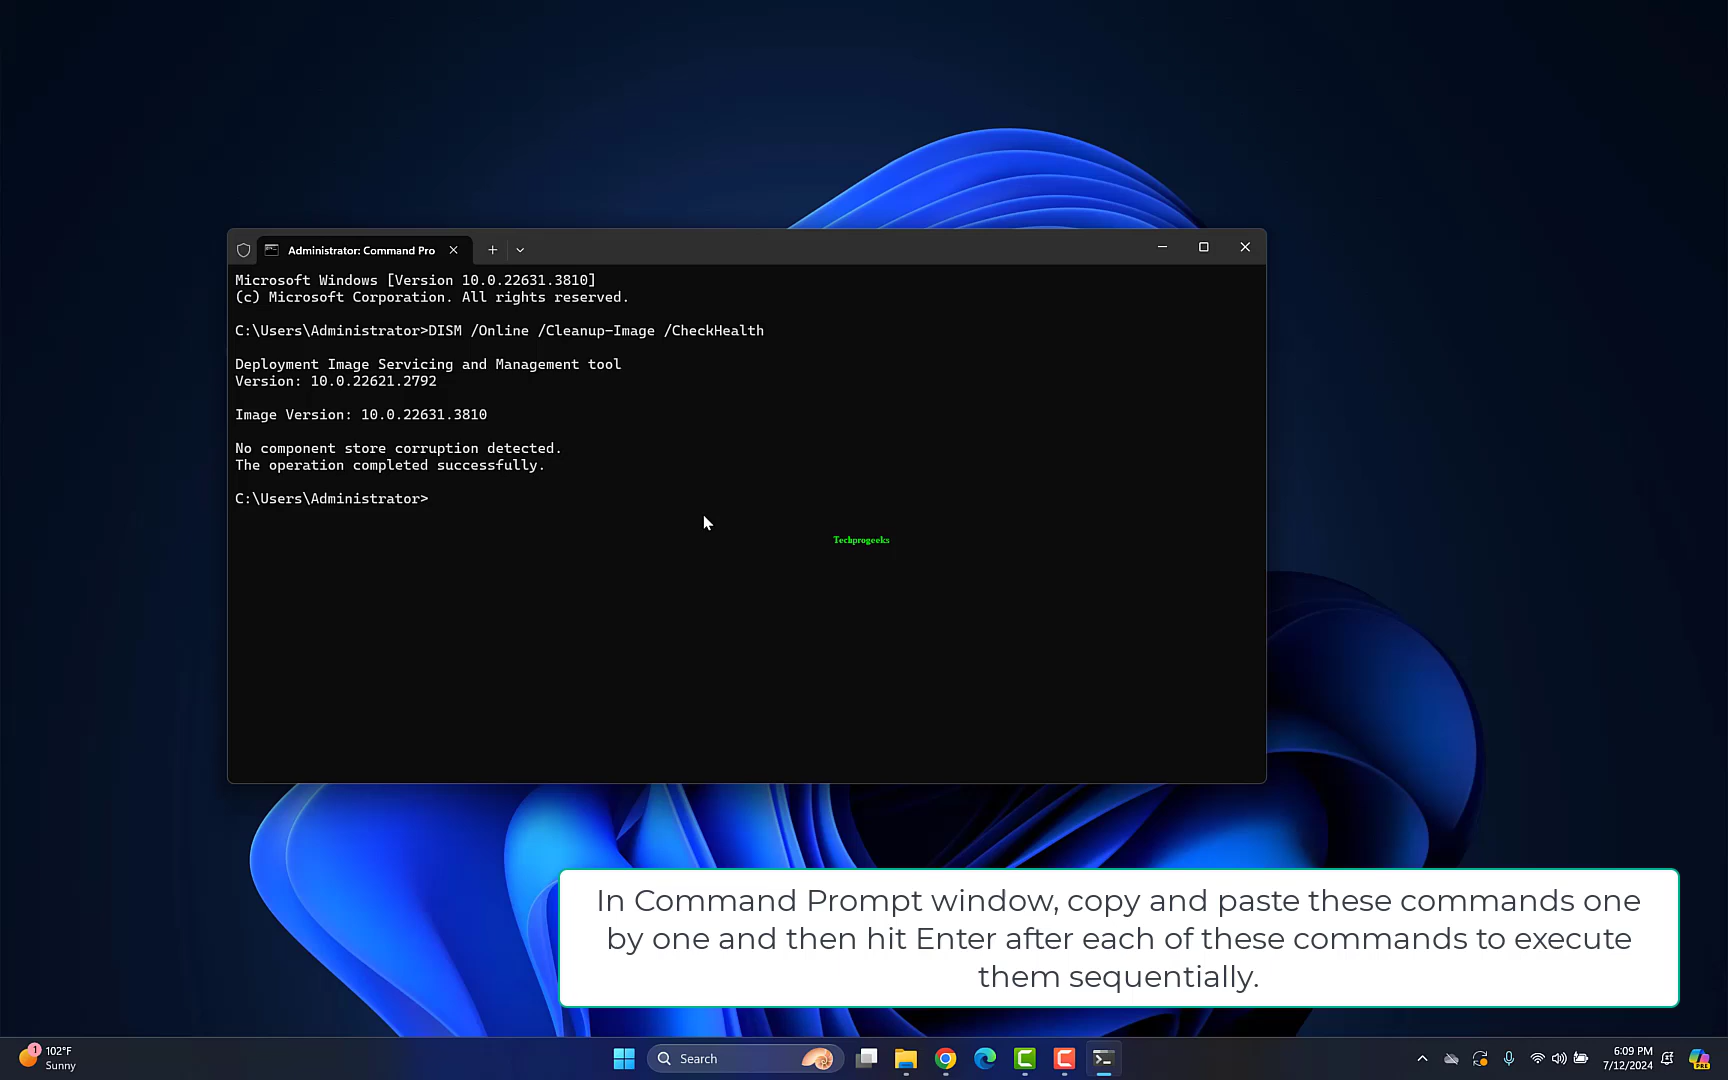 Administrator: Command Pro
Microsoft Windows [Version 10.0.22631.3810]
(c) Microsoft Corporation. All rights reserved.
C:\Users\Administrator>DISM /Online /Cleanup-Image /CheckHealth
Deployment Image Servicing and Management tool
Version: 10.0.22621.2792
Image Version: 10.0.22631.3810
No component store corruption detected.
The operation completed successfully.
C:\Users\Administrator>
Techprogeeks
In Command Prompt window, copy and paste these commands one
by one and then hit Enter after each of these commands to execute
them sequentially.
1
102°F
Sunny
Search
6:09 PM
7/12/2024
PRE